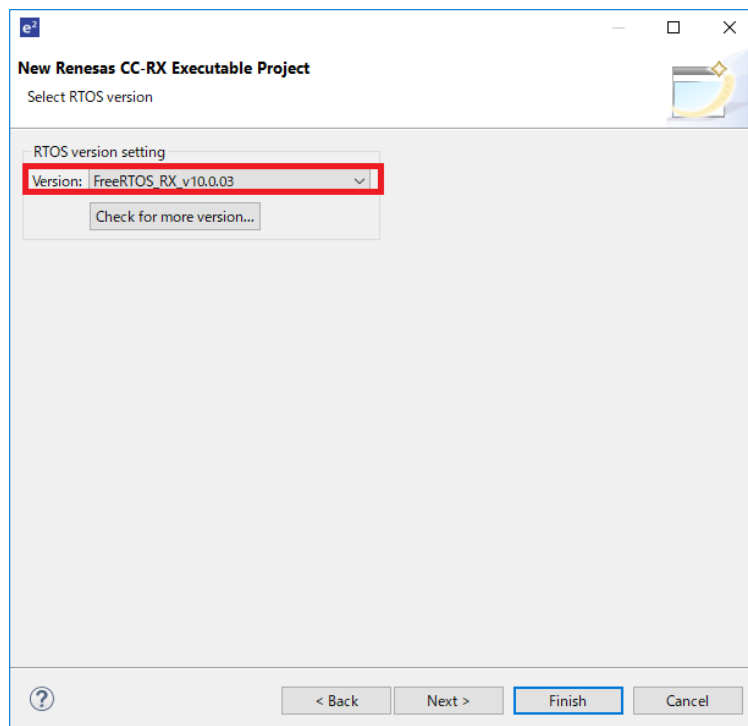 e²
New Renesas CC-RX Executable Project
Select RTOS version
RTOS version setting
Version: FreeRTOS_RX_v10.0.03
Check for more version...
?
< Back Next > Finish Cancel